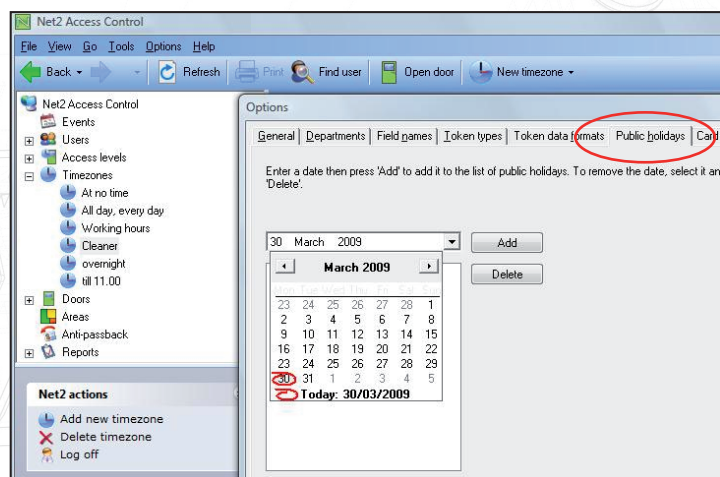 Net2 Access Control
File View Go Tools Options Help
Back Refresh Print Find user Open door New timezone
Net2 Access Control
Events
Users
Access levels
Timezones
At no time
All day, every day
Working hours
Cleaner
overnight
till 11.00
Doors
Areas
Anti-passback
Reports
Net2 actions
Add new timezone
Delete timezone
Log off
Options
General Departments Field names Token types Token data formats Public holidays Card
Enter a date then press 'Add' to add it to the list of public holidays. To remove the date, select it an
'Delete'.
30 March 2009 Add
Delete
March 2009
Mon Tue Wed Thu Fri Sat Sun
23 24 25 26 27 28 1
2 3 4 5 6 7 8
9 10 11 12 13 14 15
16 17 18 19 20 21 22
23 24 25 26 27 28 29
30 31 1 2 3 4 5
Today: 30/03/2009